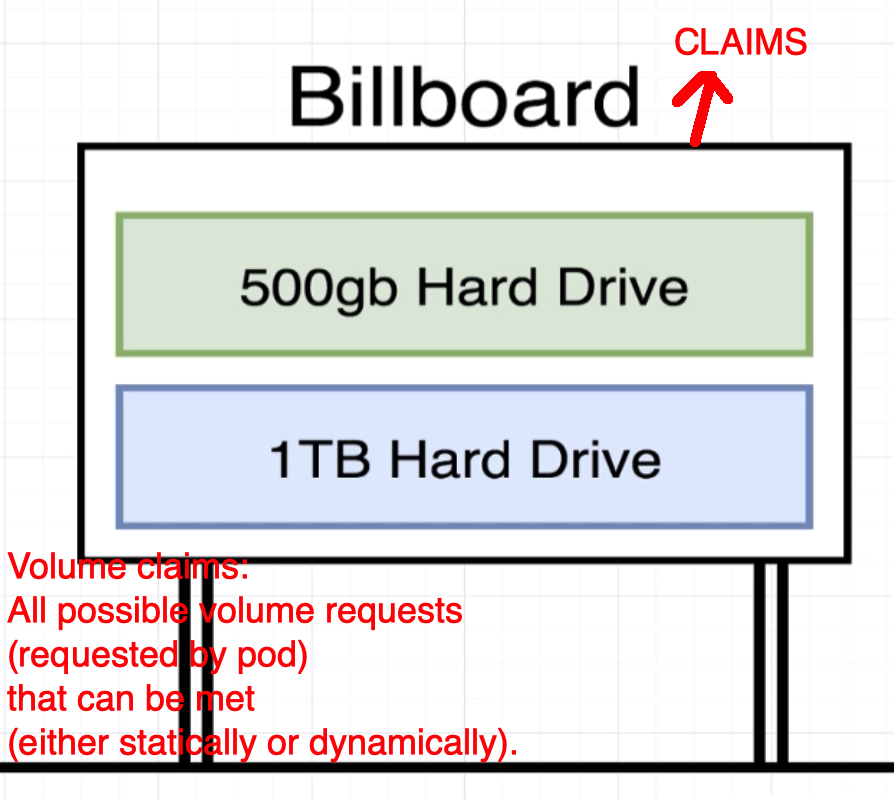 CLAIMS
Billboard
500gb Hard Drive
1TB Hard Drive
Volume claims:
All possible volume requests
(requested by pod)
that can be met
(either statically or dynamically).